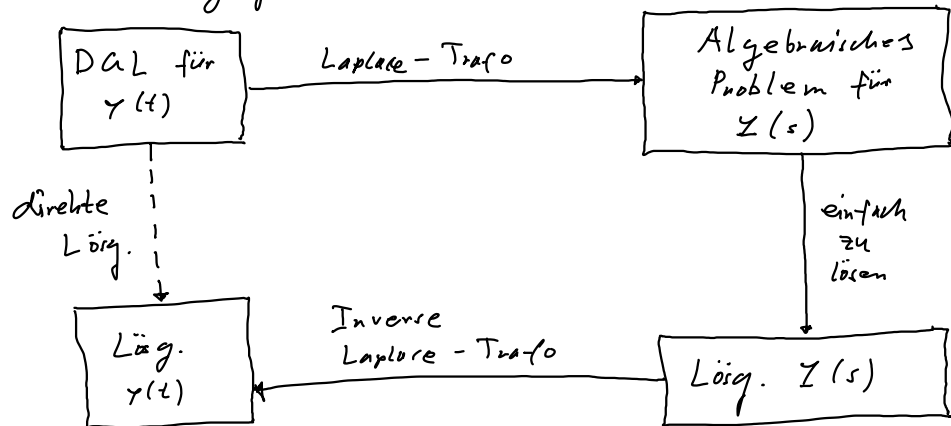 DGL für
y(t)
Laplace-Trafo
Algebraisches
Problem für
Y(s)
direkte
Lösg.
einfach
zu
lösen
Lösg.
y(t)
Inverse
Laplace-Trafo
Lösg. Y(s)